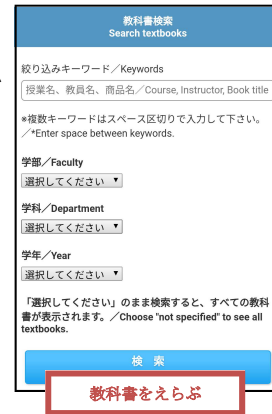 教科書検索
Search textbooks
絞り込みキーワード／Keywords
授業名、教員名、商品名／Course, Instructor, Book title
※複数キーワードはスペース区切りで入力して下さい。
／*Enter space between keywords.
学部／Faculty
選択してください
学科／Department
選択してください
学年／Year
選択してください
「選択してください」のまま検索すると、すべての教科
書が表示されます。／Choose "not specified" to see all
textbooks.
検 索
教科書をえらぶ